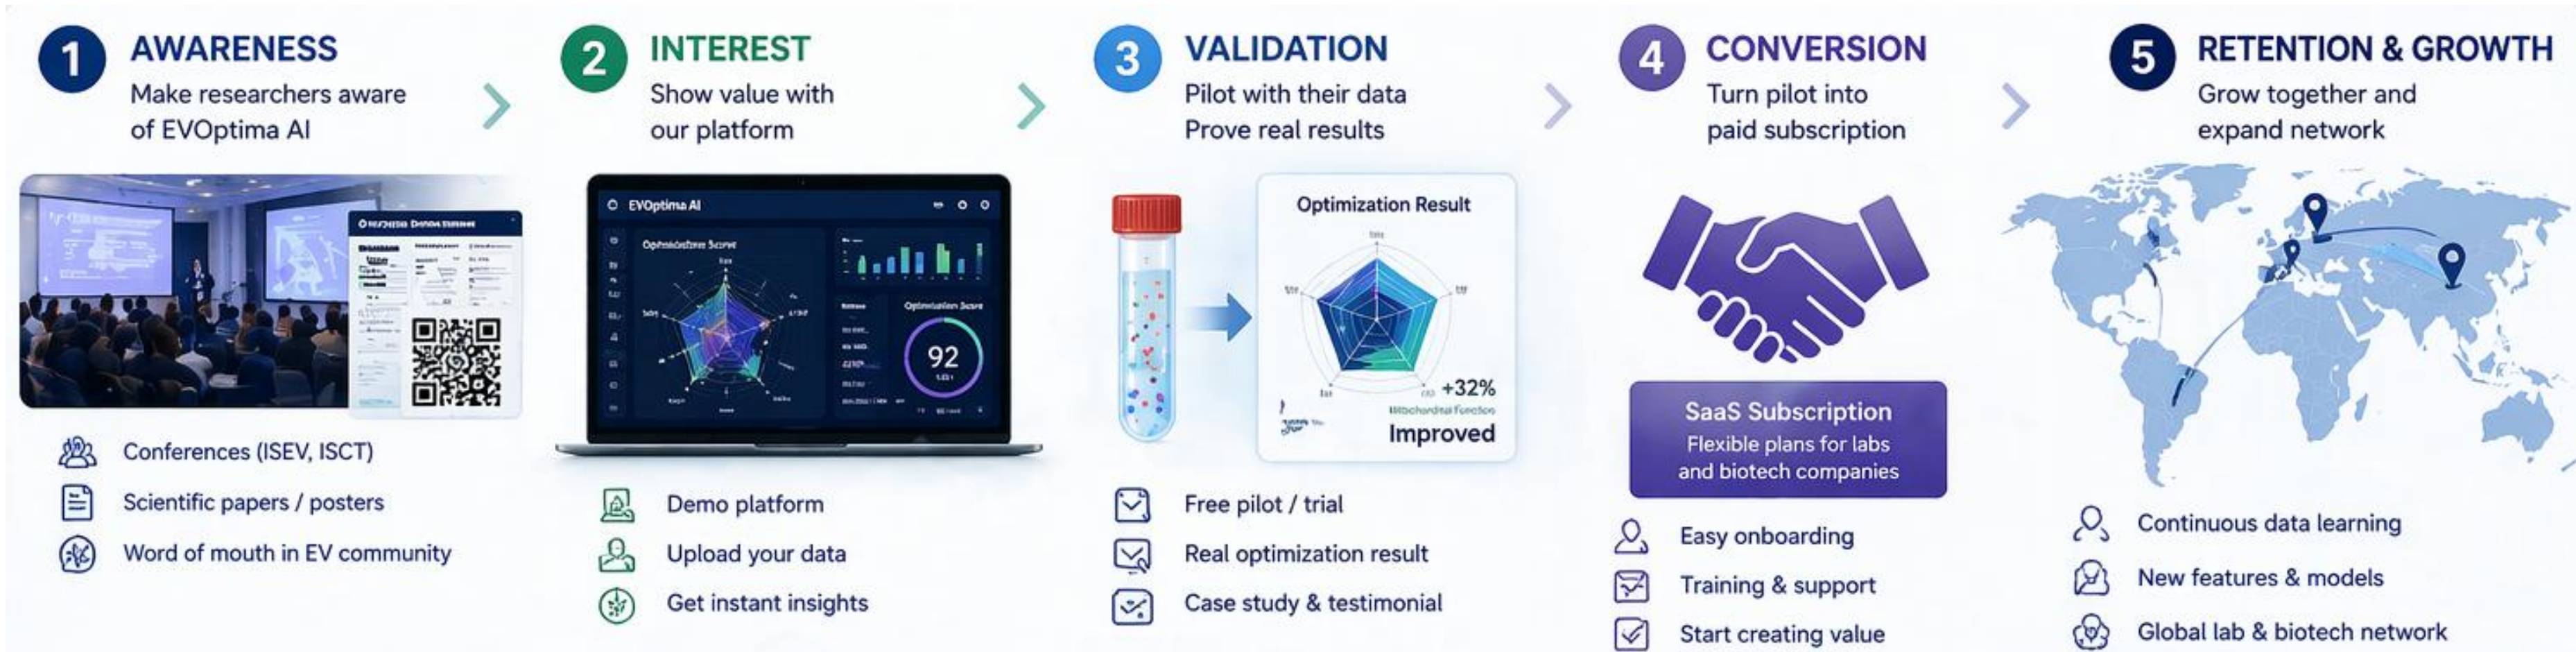 1
AWARENESS
Make researchers aware
of EVOptima AI
Conferences (ISEV, ISCT)
Scientific papers / posters
Word of mouth in EV community
2
INTEREST
Show value with
our platform
EVOptima AI
92
Demo platform
Upload your data
Get instant insights
3
VALIDATION
Pilot with their data
Prove real results
Optimization Result
+32%
Improved
Free pilot / trial
Real optimization result
Case study & testimonial
4
CONVERSION
Turn pilot into
paid subscription
SaaS Subscription
Flexible plans for labs
and biotech companies
Easy onboarding
Training & support
Start creating value
5
RETENTION & GROWTH
Grow together and
expand network
Continuous data learning
New features & models
Global lab & biotech network